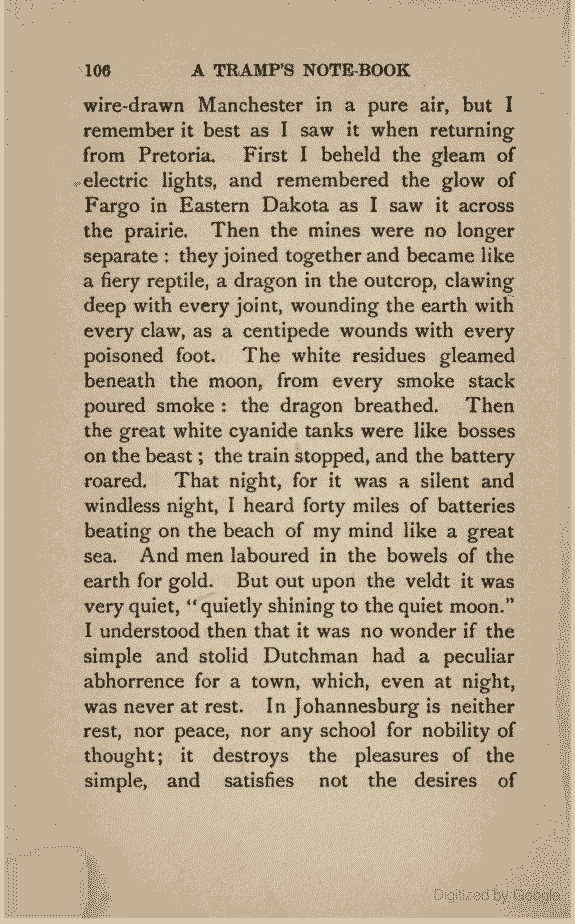 106 A TRAMP'S NOTE-BOOK
wire-drawn Manchester in a pure air, but I
remember it best as I saw it when returning
from Pretoria. First I beheld the gleam of
electric lights, and remembered the glow of
Fargo in Eastern Dakota as I saw it across
the prairie. Then the mines were no longer
separate : they joined together and became like
a fiery reptile, a dragon in the outcrop, clawing
deep with every joint, wounding the earth with
every claw, as a centipede wounds with every
poisoned foot. The white residues gleamed
beneath the moon, from every smoke stack
poured smoke : the dragon breathed. Then
the great white cyanide tanks were like bosses
on the beast ; the train stopped, and the battery
roared. That night, for it was a silent and
windless night, I heard forty miles of batteries
beating on the beach of my mind like a great
sea. And men laboured in the bowels of the
earth for gold. But out upon the veldt it was
very quiet, "quietly shining to the quiet moon."
I understood then that it was no wonder if the
simple and stolid Dutchman had a peculiar
abhorrence for a town, which, even at night,
was never at rest. In Johannesburg is neither
rest, nor peace, nor any school for nobility of
thought; it destroys the pleasures of the
simple, and satisfies not the desires of
Digitized by Google